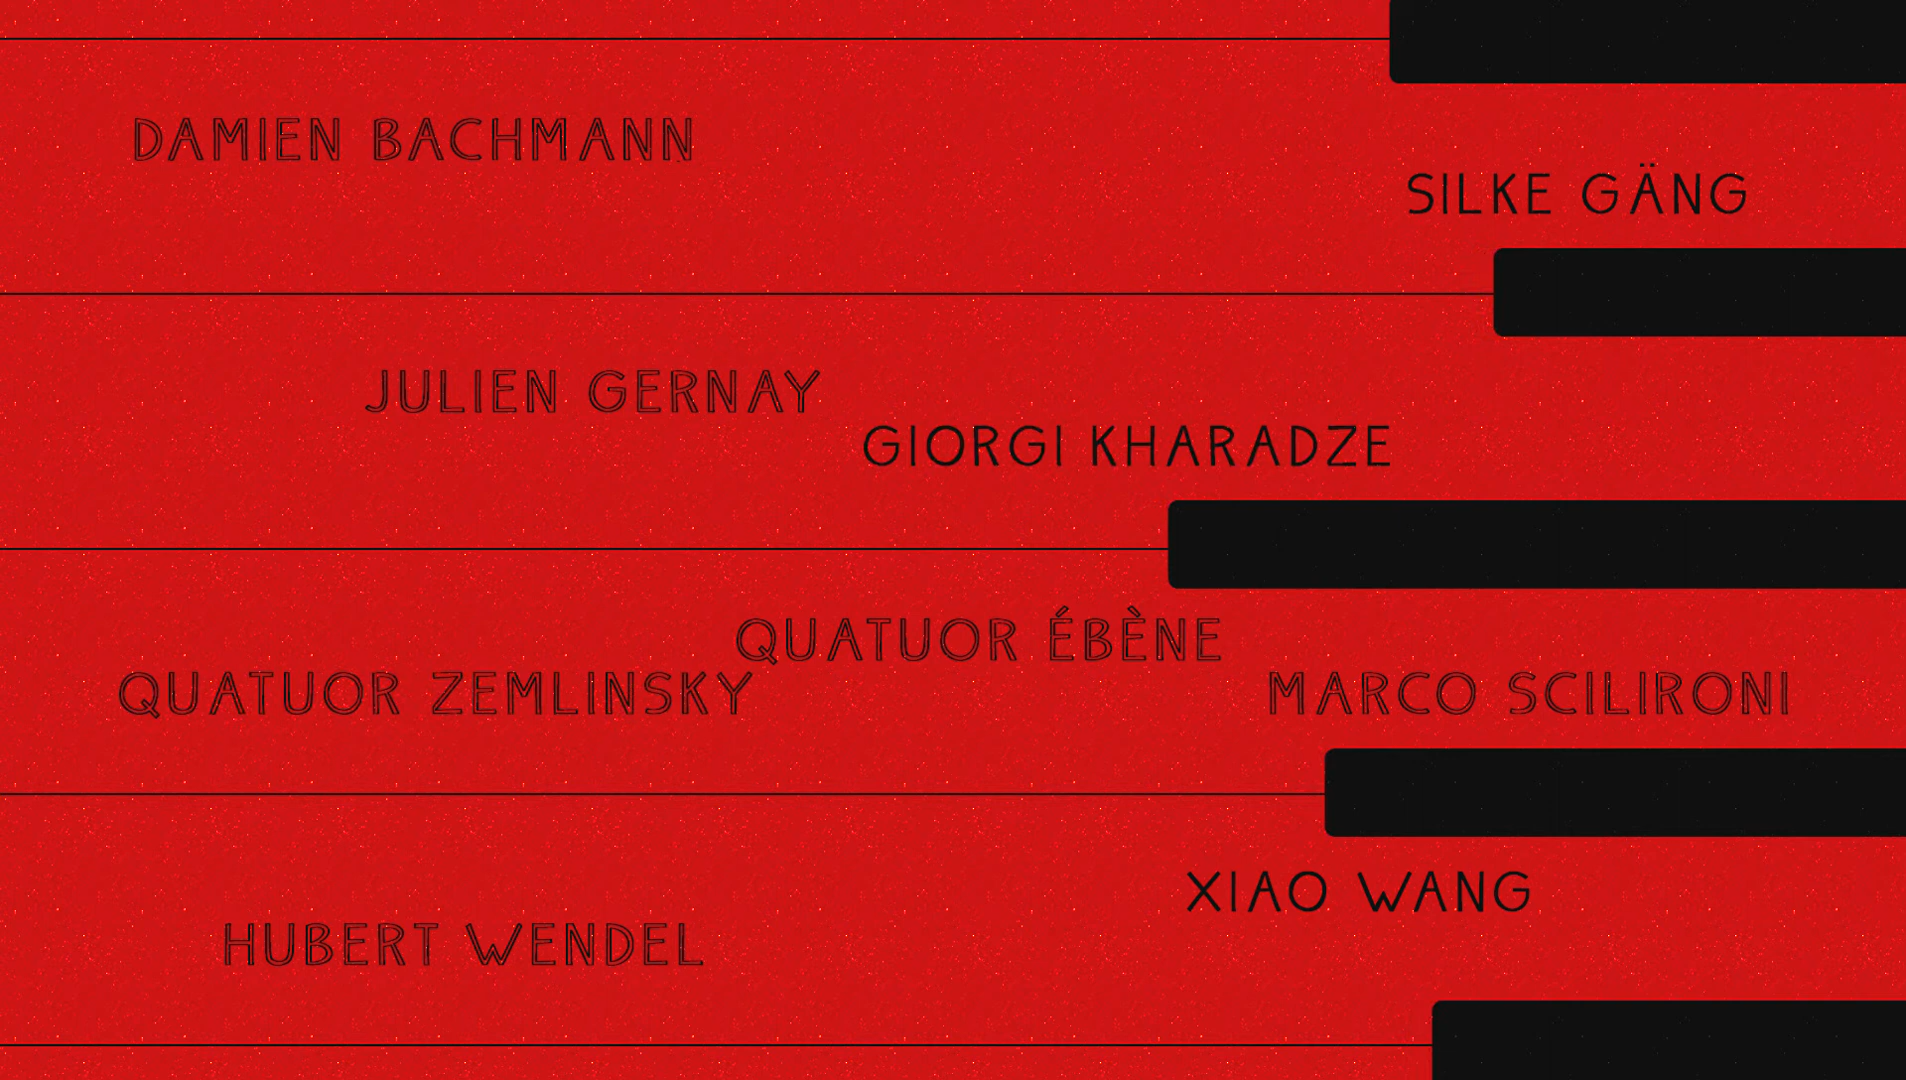 DAMIEN BACHMANN
SILKE GÄNG
JULIEN GERNAY
GIORGI KHARADZE
QUATUOR ÉBÈNE
QUATUOR ZEMLINSKY
MARCO SCILIRONI
XIAO WANG
HUBERT WENDEL